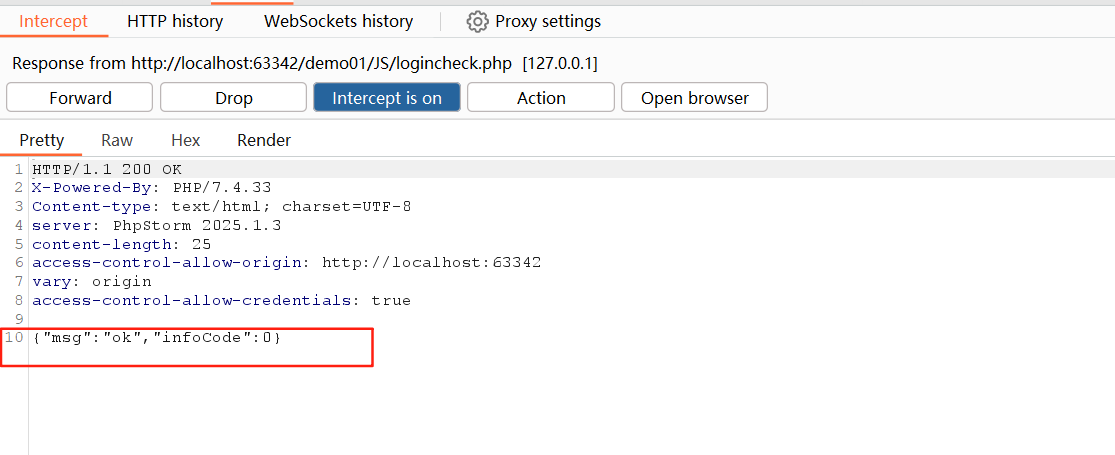 Intercept HTTP history WebSockets history Proxy settings
Response from http://localhost:63342/demo01/JS/logincheck.php [127.0.0.1]
Forward Drop Intercept is on Action Open browser
Pretty Raw Hex Render
1 HTTP/1.1 200 OK
2 X-Powered-By: PHP/7.4.33
3 Content-type: text/html; charset=UTF-8
4 server: PhpStorm 2025.1.3
5 content-length: 25
6 access-control-allow-origin: http://localhost:63342
7 vary: origin
8 access-control-allow-credentials: true
9
10 {"msg":"ok","infoCode":0}